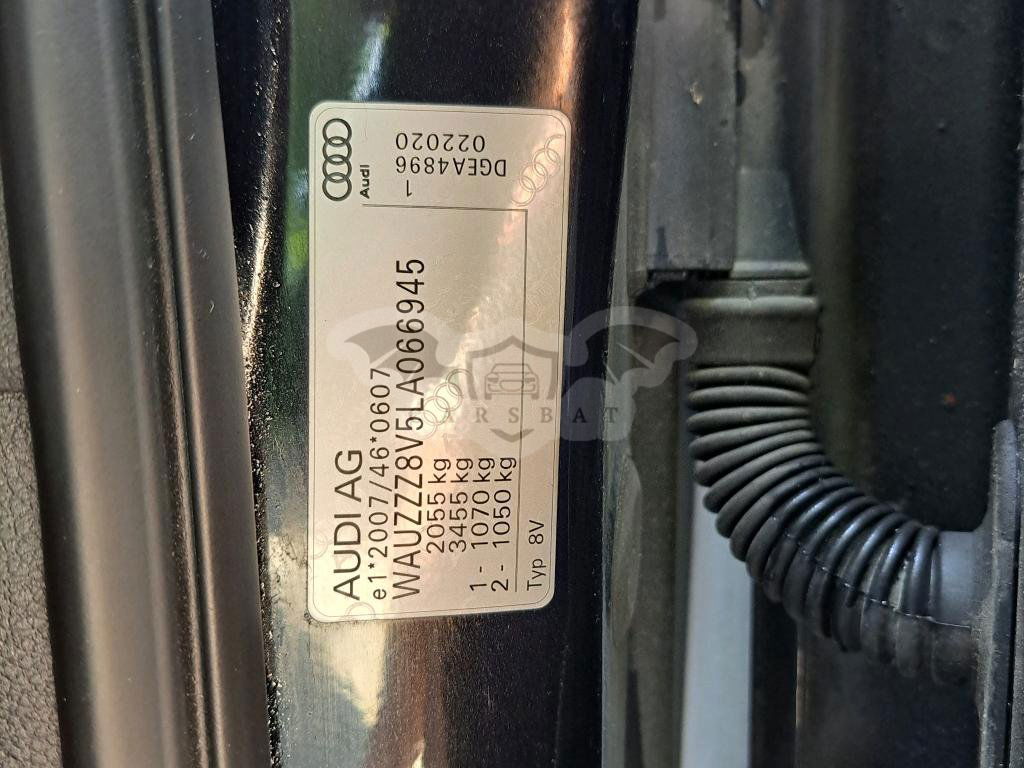 AUDI AG
e1*2007/46*0607
WAUZZZ8V5LA066945
2055 kg
3455 kg
1 - 1070 kg
2 - 1050 kg
Typ 8V
Audi
1
DGEA4896
022020
CARSBAT